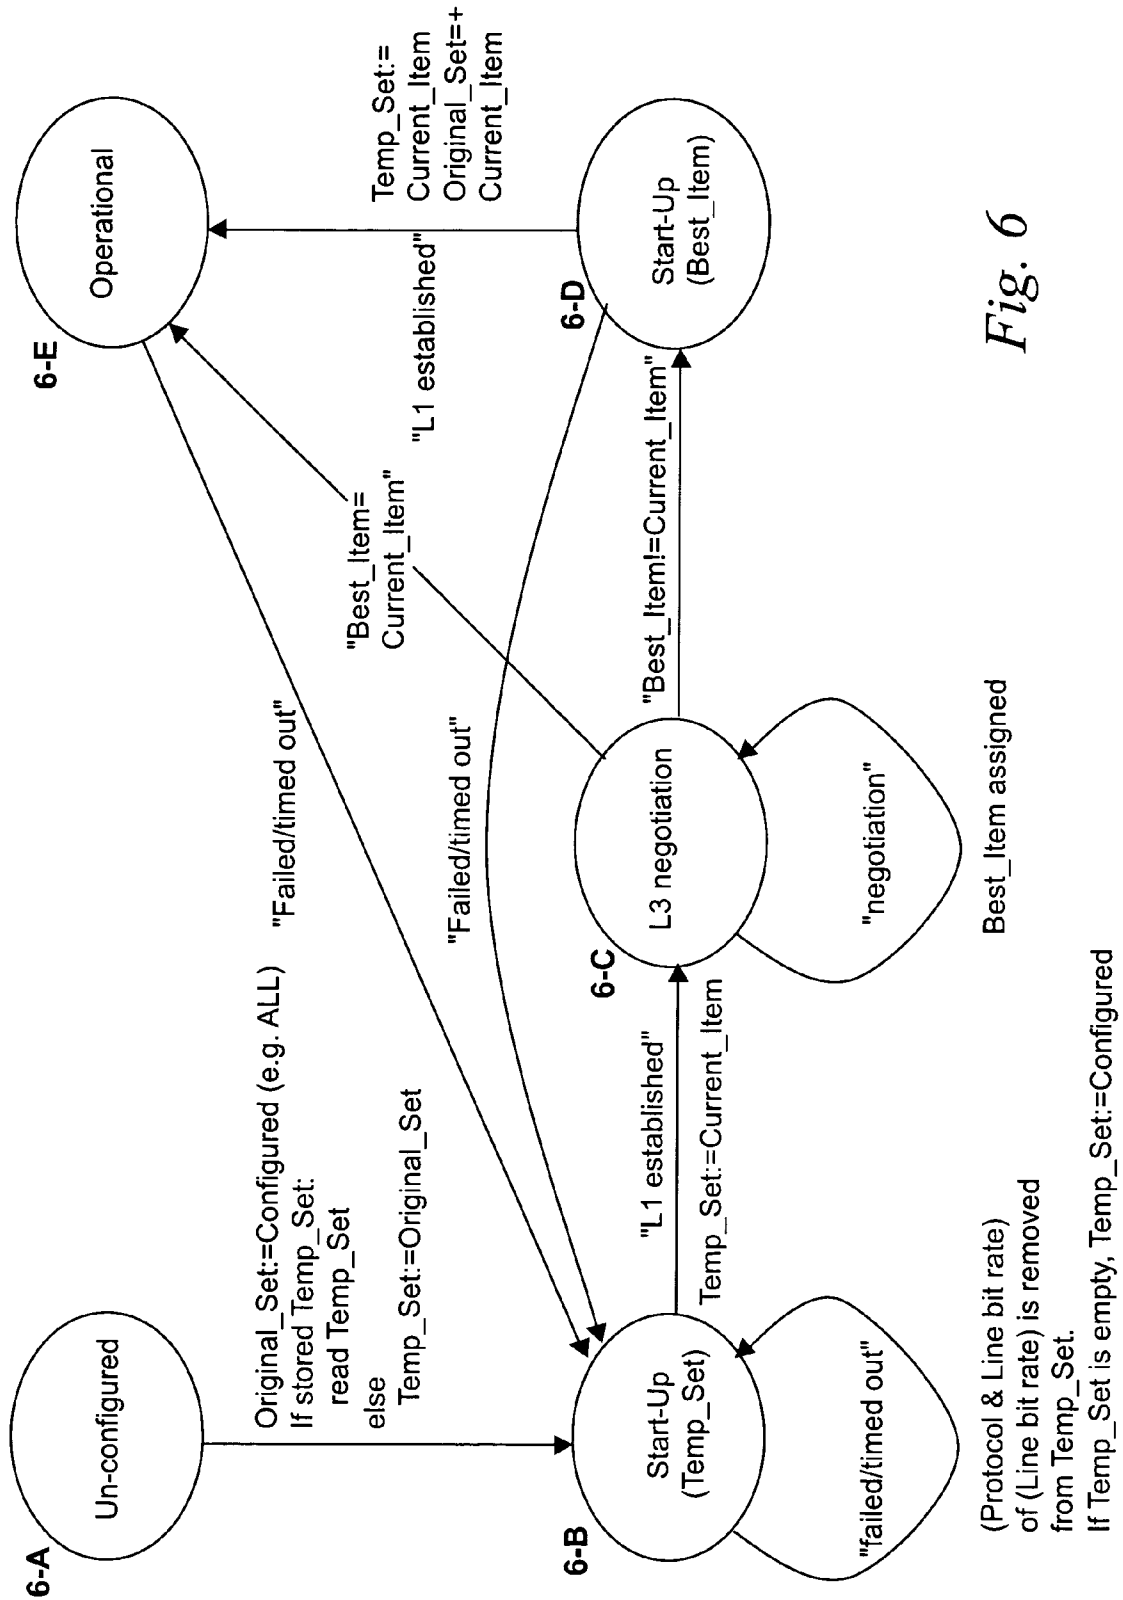 6-A
Un-configured
Original_Set:=Configured (e.g. ALL)
If stored Temp_Set:
read Temp_Set
else
Temp_Set:=Original_Set
"Failed/timed out"
6-E
Operational
"Best_Item=
Current_Item"
"L1 established"
Temp_Set:=
Current_Item
Original_Set=+
Current_Item
"Failed/timed out"
6-B
Start-Up
(Temp_Set)
"L1 established"
Temp_Set:=Current_Item
6-C
L3 negotiation
"Best_Item!=Current_Item"
6-D
Start-Up
(Best_Item)
"failed/timed out"
"negotiation"
(Protocol & Line bit rate)
of (Line bit rate) is removed
from Temp_Set.
If Temp_Set is empty, Temp_Set:=Configured
Best_Item assigned
Fig. 6